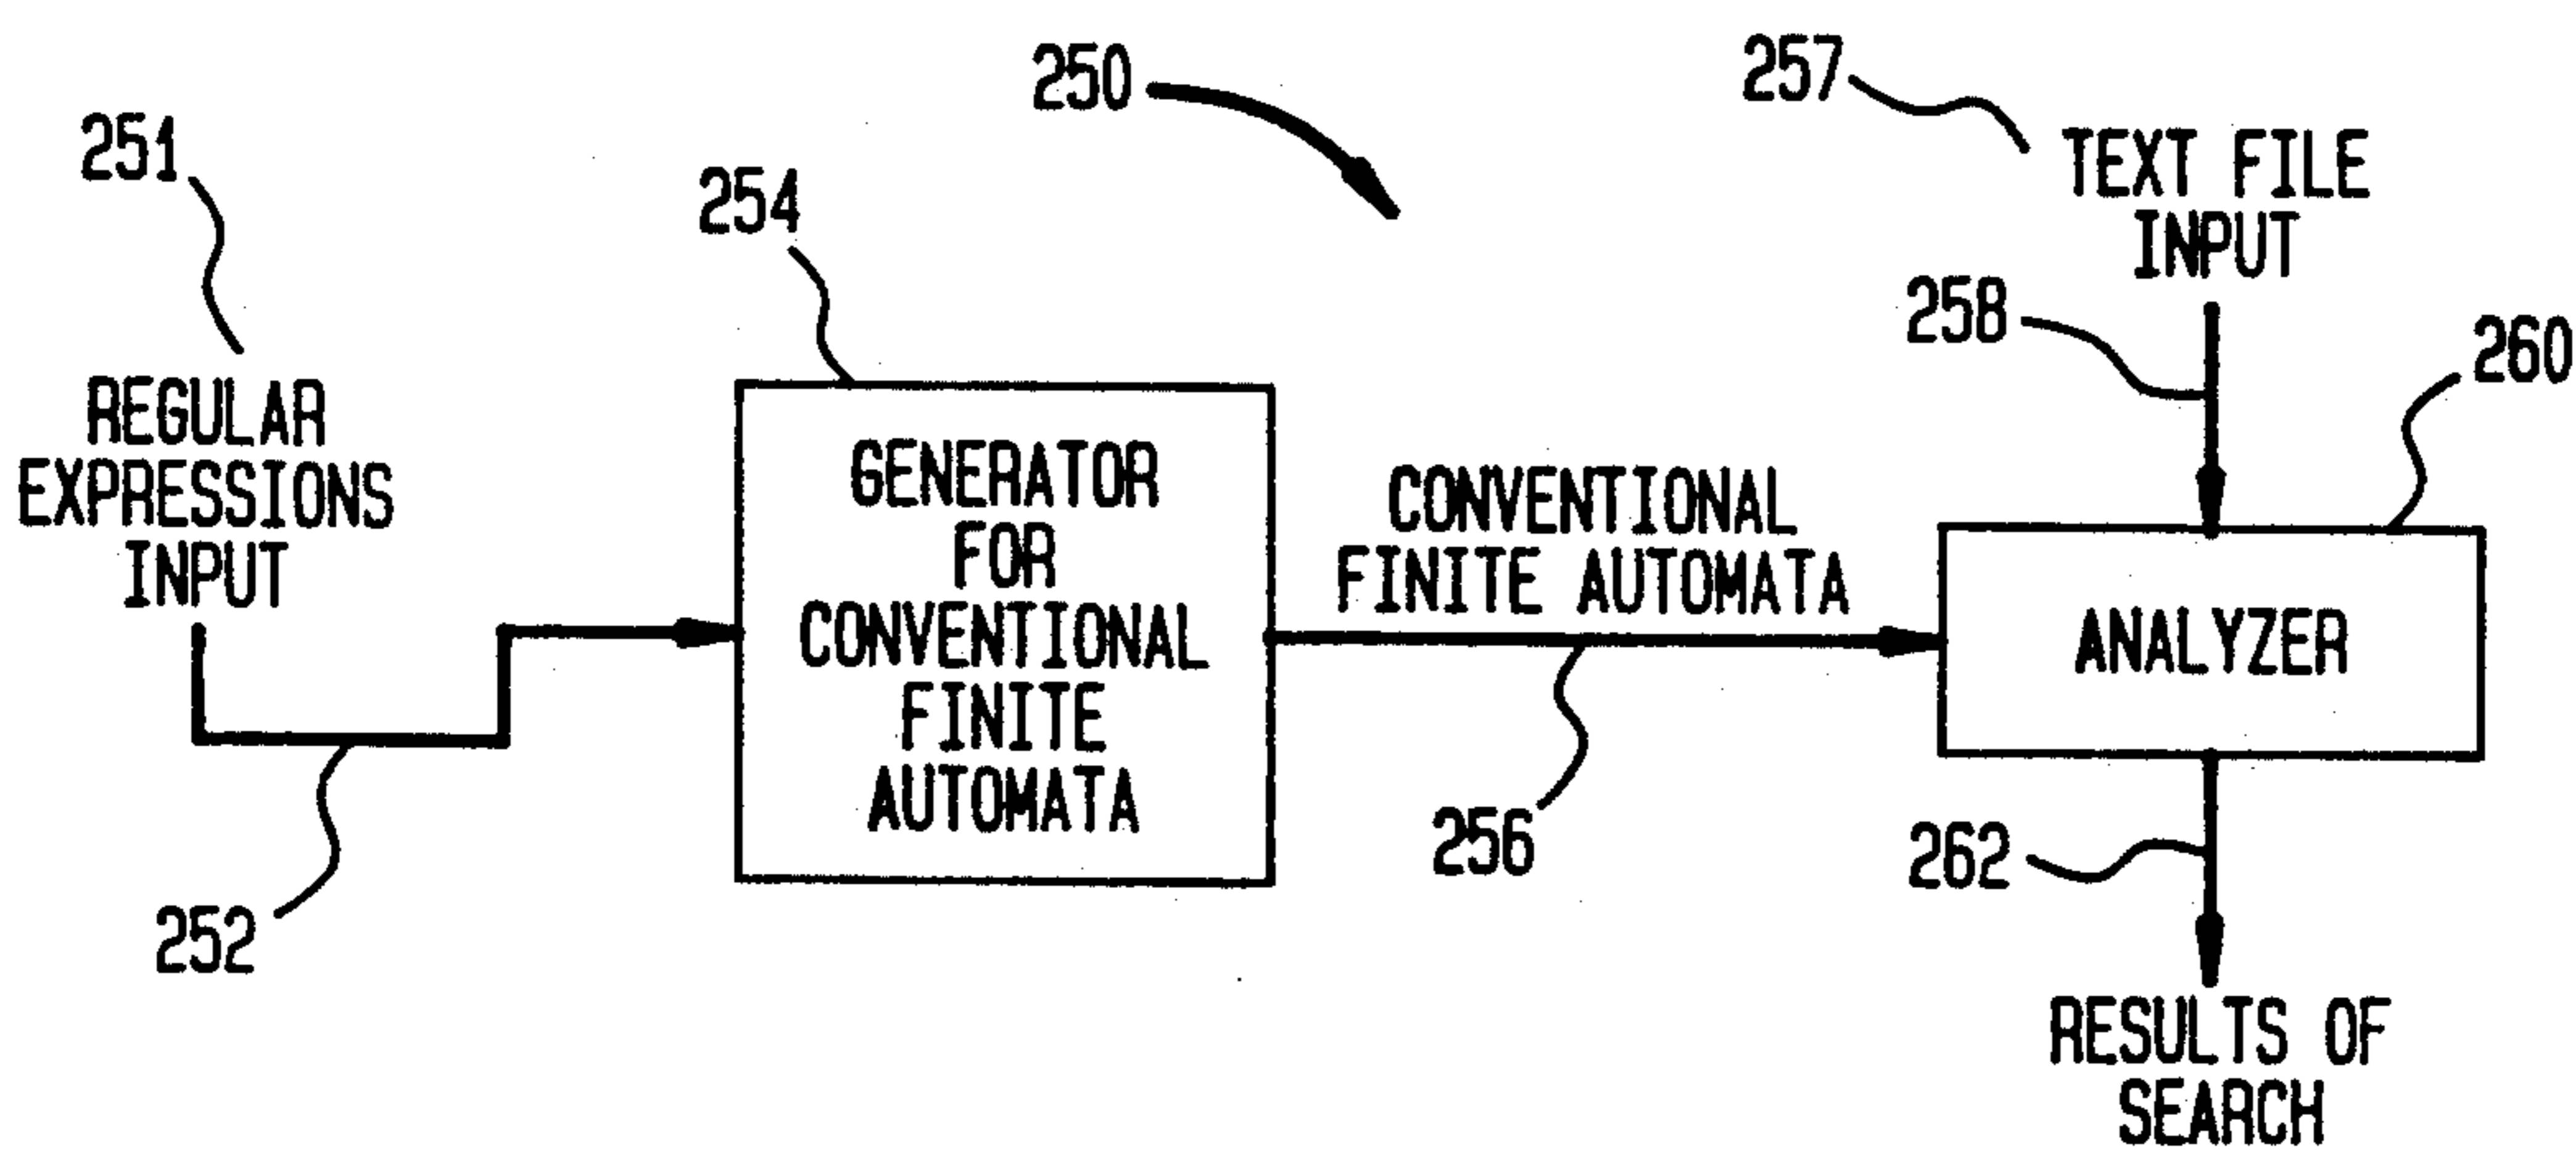 250
257
251
TEXT FILE
INPUT
254
258
260
REGULAR
EXPRESSIONS
INPUT
GENERATOR
FOR
CONVENTIONAL
FINITE
AUTOMATA
CONVENTIONAL
FINITE AUTOMATA
ANALYZER
256
262
252
RESULTS OF
SEARCH